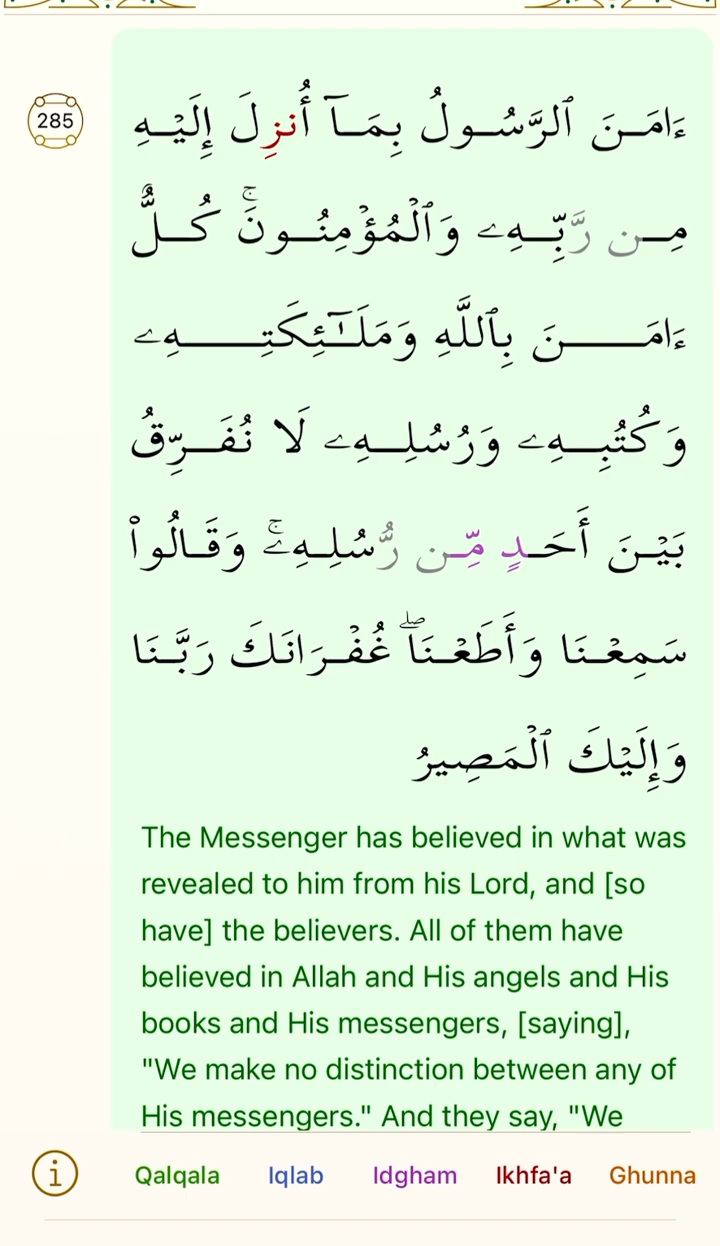 285
ءَامَنَ ٱلرَّسُولُ بِمَآ أُنزِلَ إِلَيْهِ
مِن رَّبِّهِۦ وَٱلْمُؤْمِنُونَ ۚ كُلٌّ
ءَامَنَ بِٱللَّهِ وَمَلَـٰٓئِكَتِهِۦ
وَكُتُبِهِۦ وَرُسُلِهِۦ لَا نُفَرِّقُ
بَيْنَ أَحَدٍ مِّن رُّسُلِهِۦ ۚ وَقَالُوا۟
سَمِعْنَا وَأَطَعْنَا ۖ غُفْرَانَكَ رَبَّنَا
وَإِلَيْكَ ٱلْمَصِيرُ
The Messenger has believed in what was
revealed to him from his Lord, and [so
have] the believers. All of them have
believed in Allah and His angels and His
books and His messengers, [saying],
"We make no distinction between any of
His messengers." And they say, "We
Qalqala Iqlab Idgham Ikhfa'a Ghunna